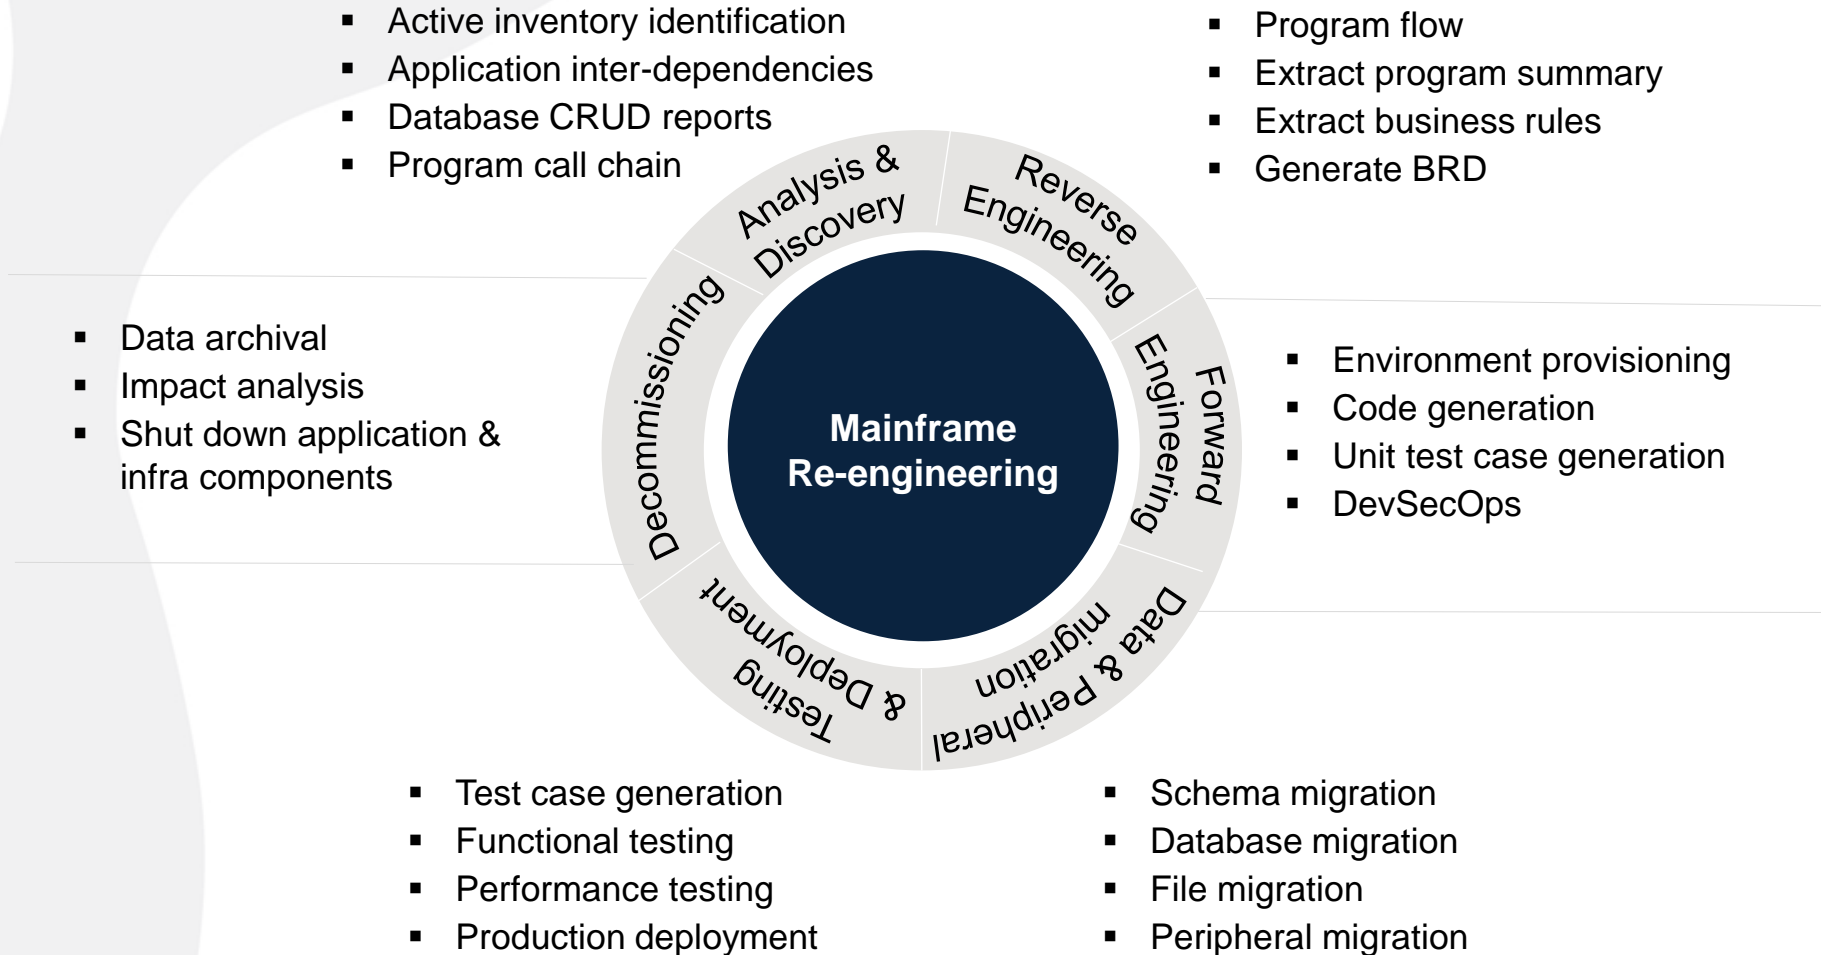 Active inventory identification
Application inter-dependencies
Database CRUD reports
Program call chain
Program flow
Extract program summary
Extract business rules
Generate BRD
Analysis &
Discovery
Reverse
Engineering
Data archival
Impact analysis
Shut down application &
infra components
Decommissioning
Mainframe
Re-engineering
Forward
Engineering
Environment provisioning
Code generation
Unit test case generation
DevSecOps
Testing
& Deployment
Data & Peripheral
migration
Test case generation
Functional testing
Performance testing
Production deployment
Schema migration
Database migration
File migration
Peripheral migration